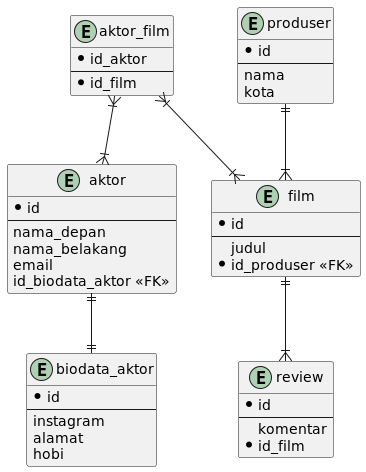 E aktor_film
id_aktor
id_film
E produser
id
nama
kota
E aktor
id
nama_depan
nama_belakang
email
id_biodata_aktor «FK»
E film
id
judul
id_produser «FK»
E biodata_aktor
id
instagram
alamat
hobi
E review
id
komentar
id_film